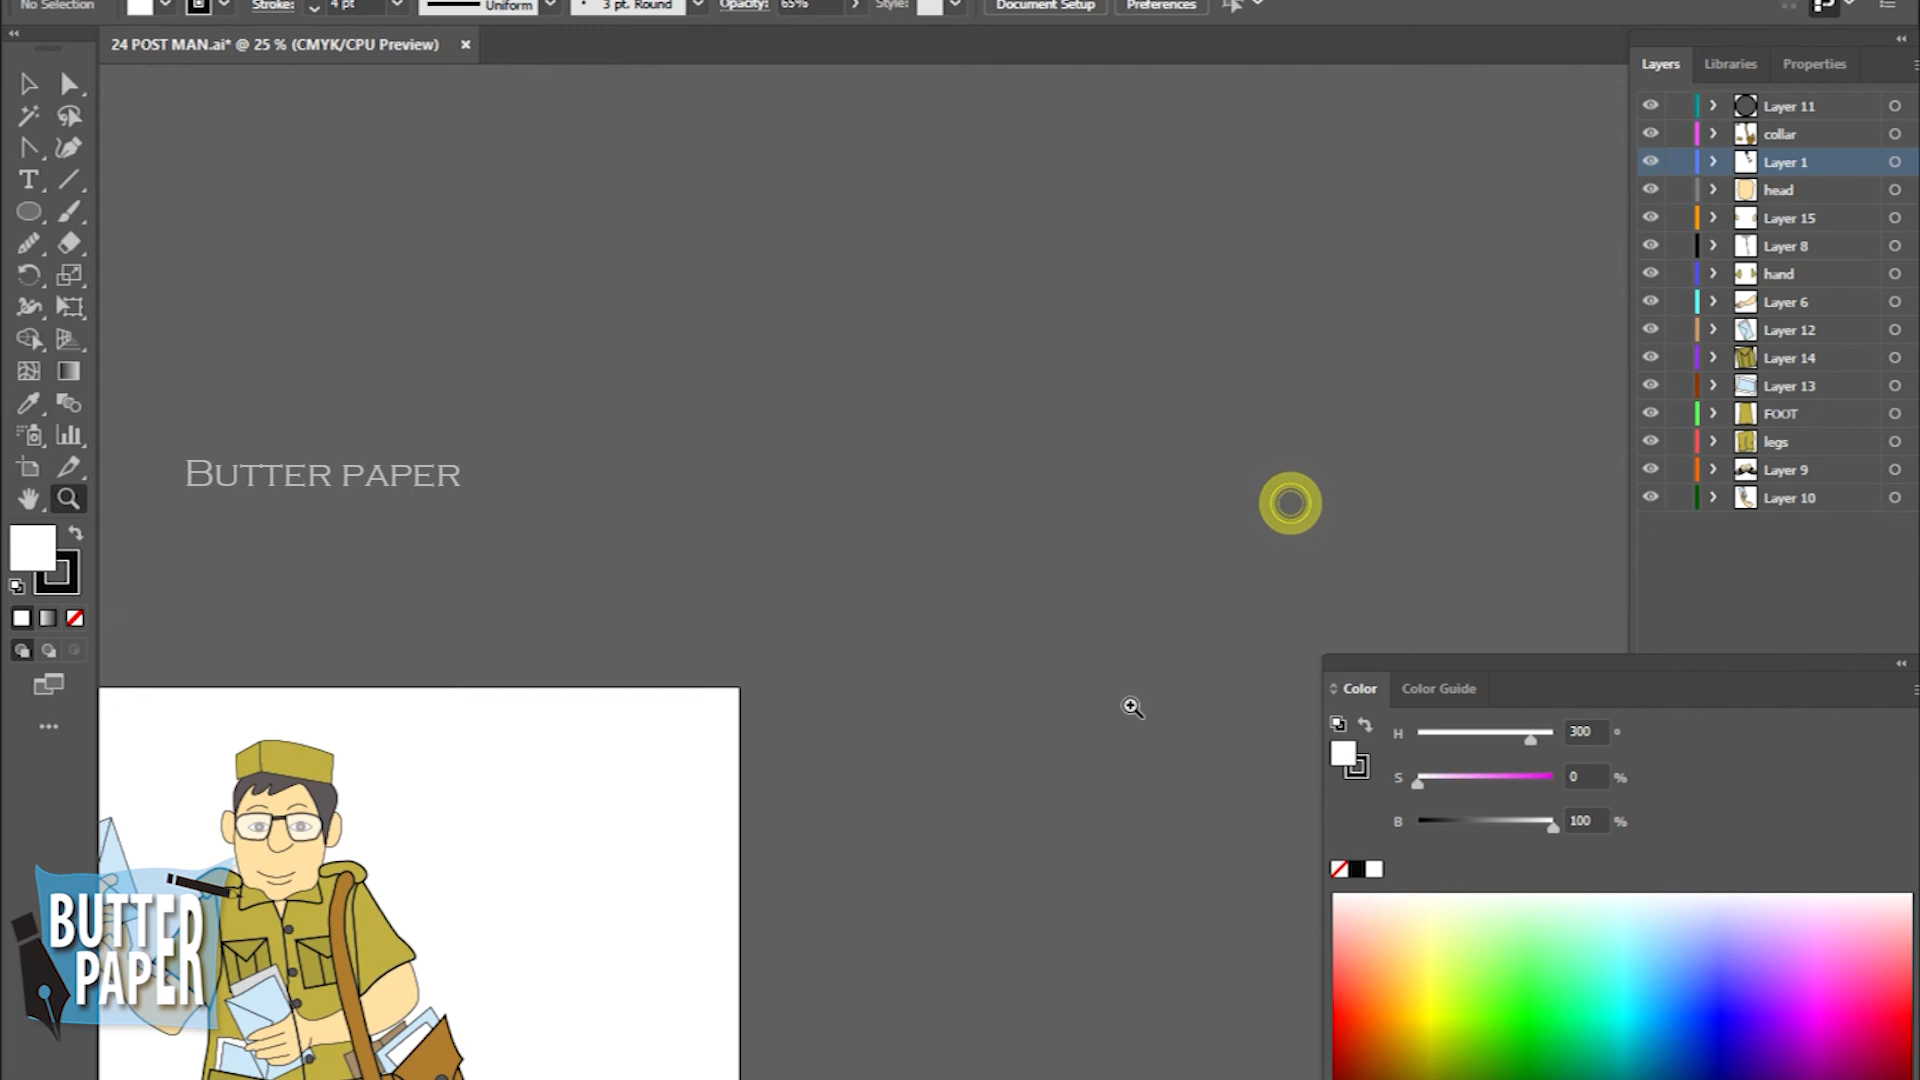 No Selection
Stroke: 4 pt Uniform 3 pt. Round Opacity: 65% Style: Document Setup Preferences
24 POST MAN.ai* @ 25 % (CMYK/CPU Preview) ×
Layers Libraries Properties
Layer 11
collar
Layer 1
head
Layer 15
Layer 8
hand
Layer 6
Layer 12
Layer 14
Layer 13
FOOT
legs
Layer 9
Layer 10
BUTTER PAPER
Color Color Guide
H 300 °
S 0 %
B 100 %
BUTTER
PAPER